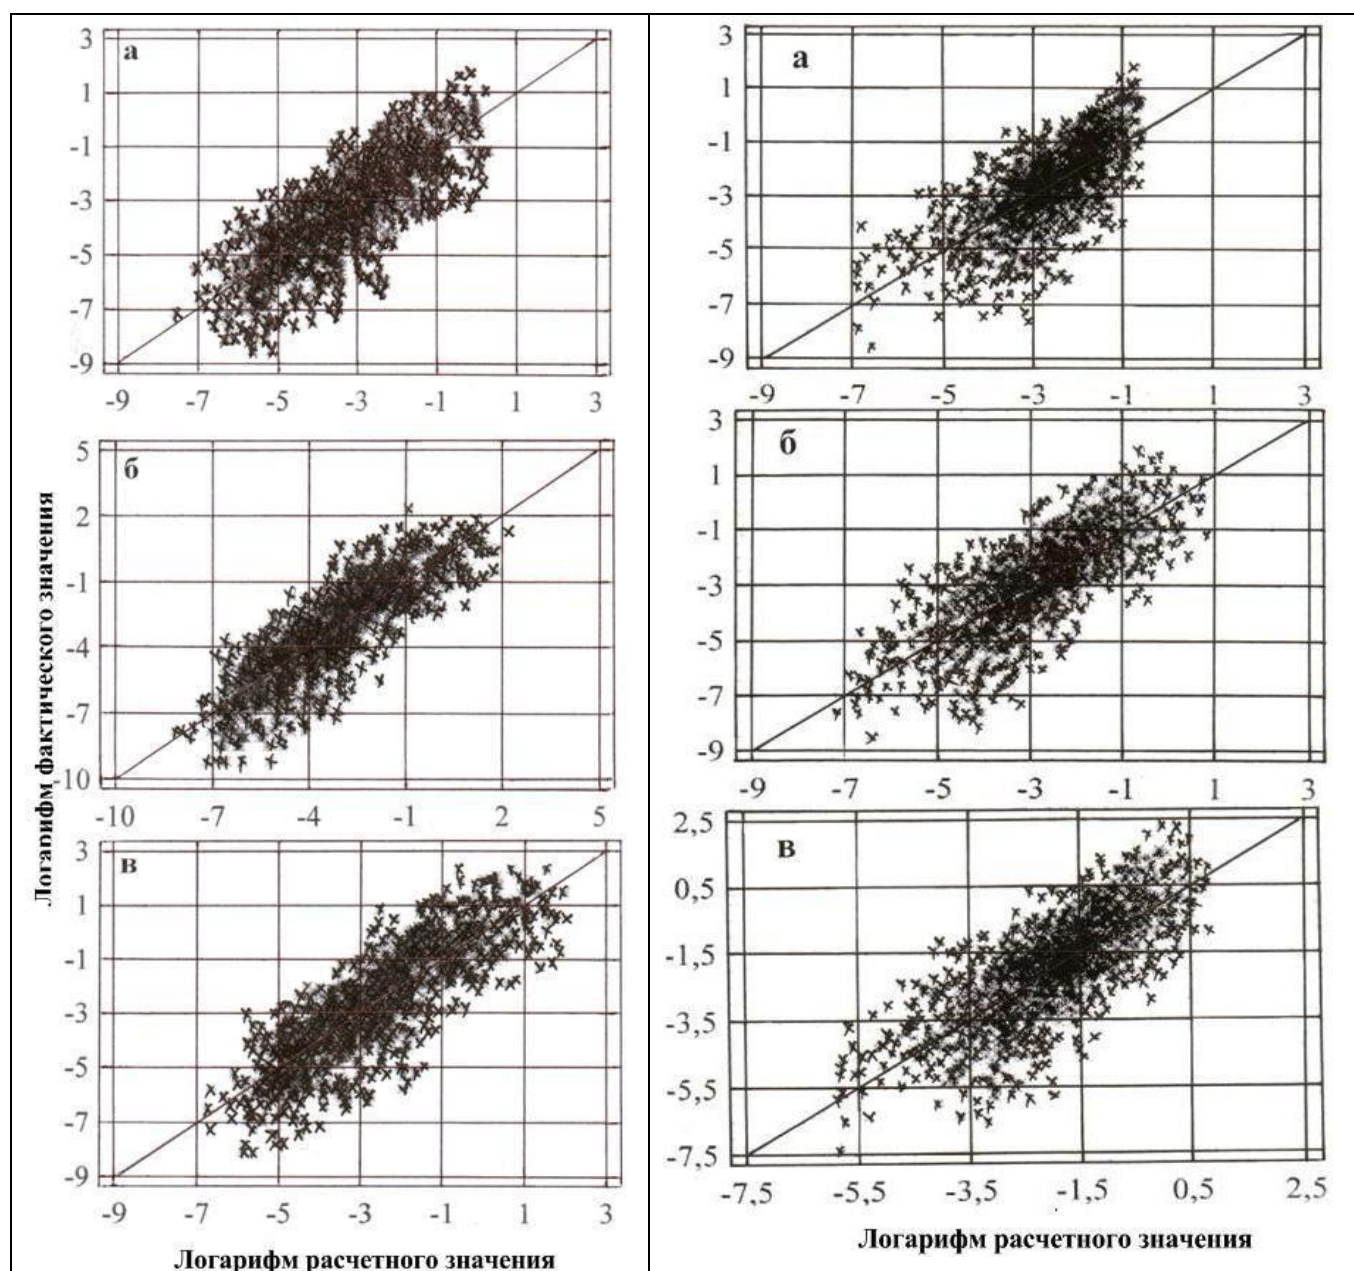 3
а
1
-1
-3
-5
-7
-9
-9 -7 -5 -3 -1 1 3
5
б
2
-1
-4
-7
-10
-10 -7 -4 -1 2 5
3
в
1
-1
-3
-5
-7
-9
-9 -7 -5 -3 -1 1 3
Логарифм фактического значения
Логарифм расчетного значения
3
а
1
-1
-3
-5
-7
-9
-9 -7 -5 -3 -1 1 3
3
б
1
-1
-3
-5
-7
-9
-9 -7 -5 -3 -1 1 3
2,5
в
0,5
-1,5
-3,5
-5,5
-7,5
-7,5 -5,5 -3,5 -1,5 0,5 2,5
Логарифм расчетного значения